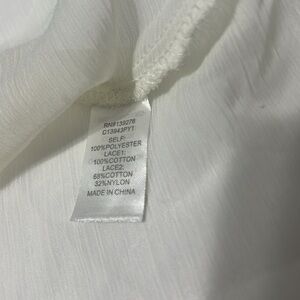 RN#139276
C13943PY1
SELF:
100%POLYESTER
LACE1:
100%COTTON
LACE2:
68%COTTON
32%NYLON
MADE IN CHINA